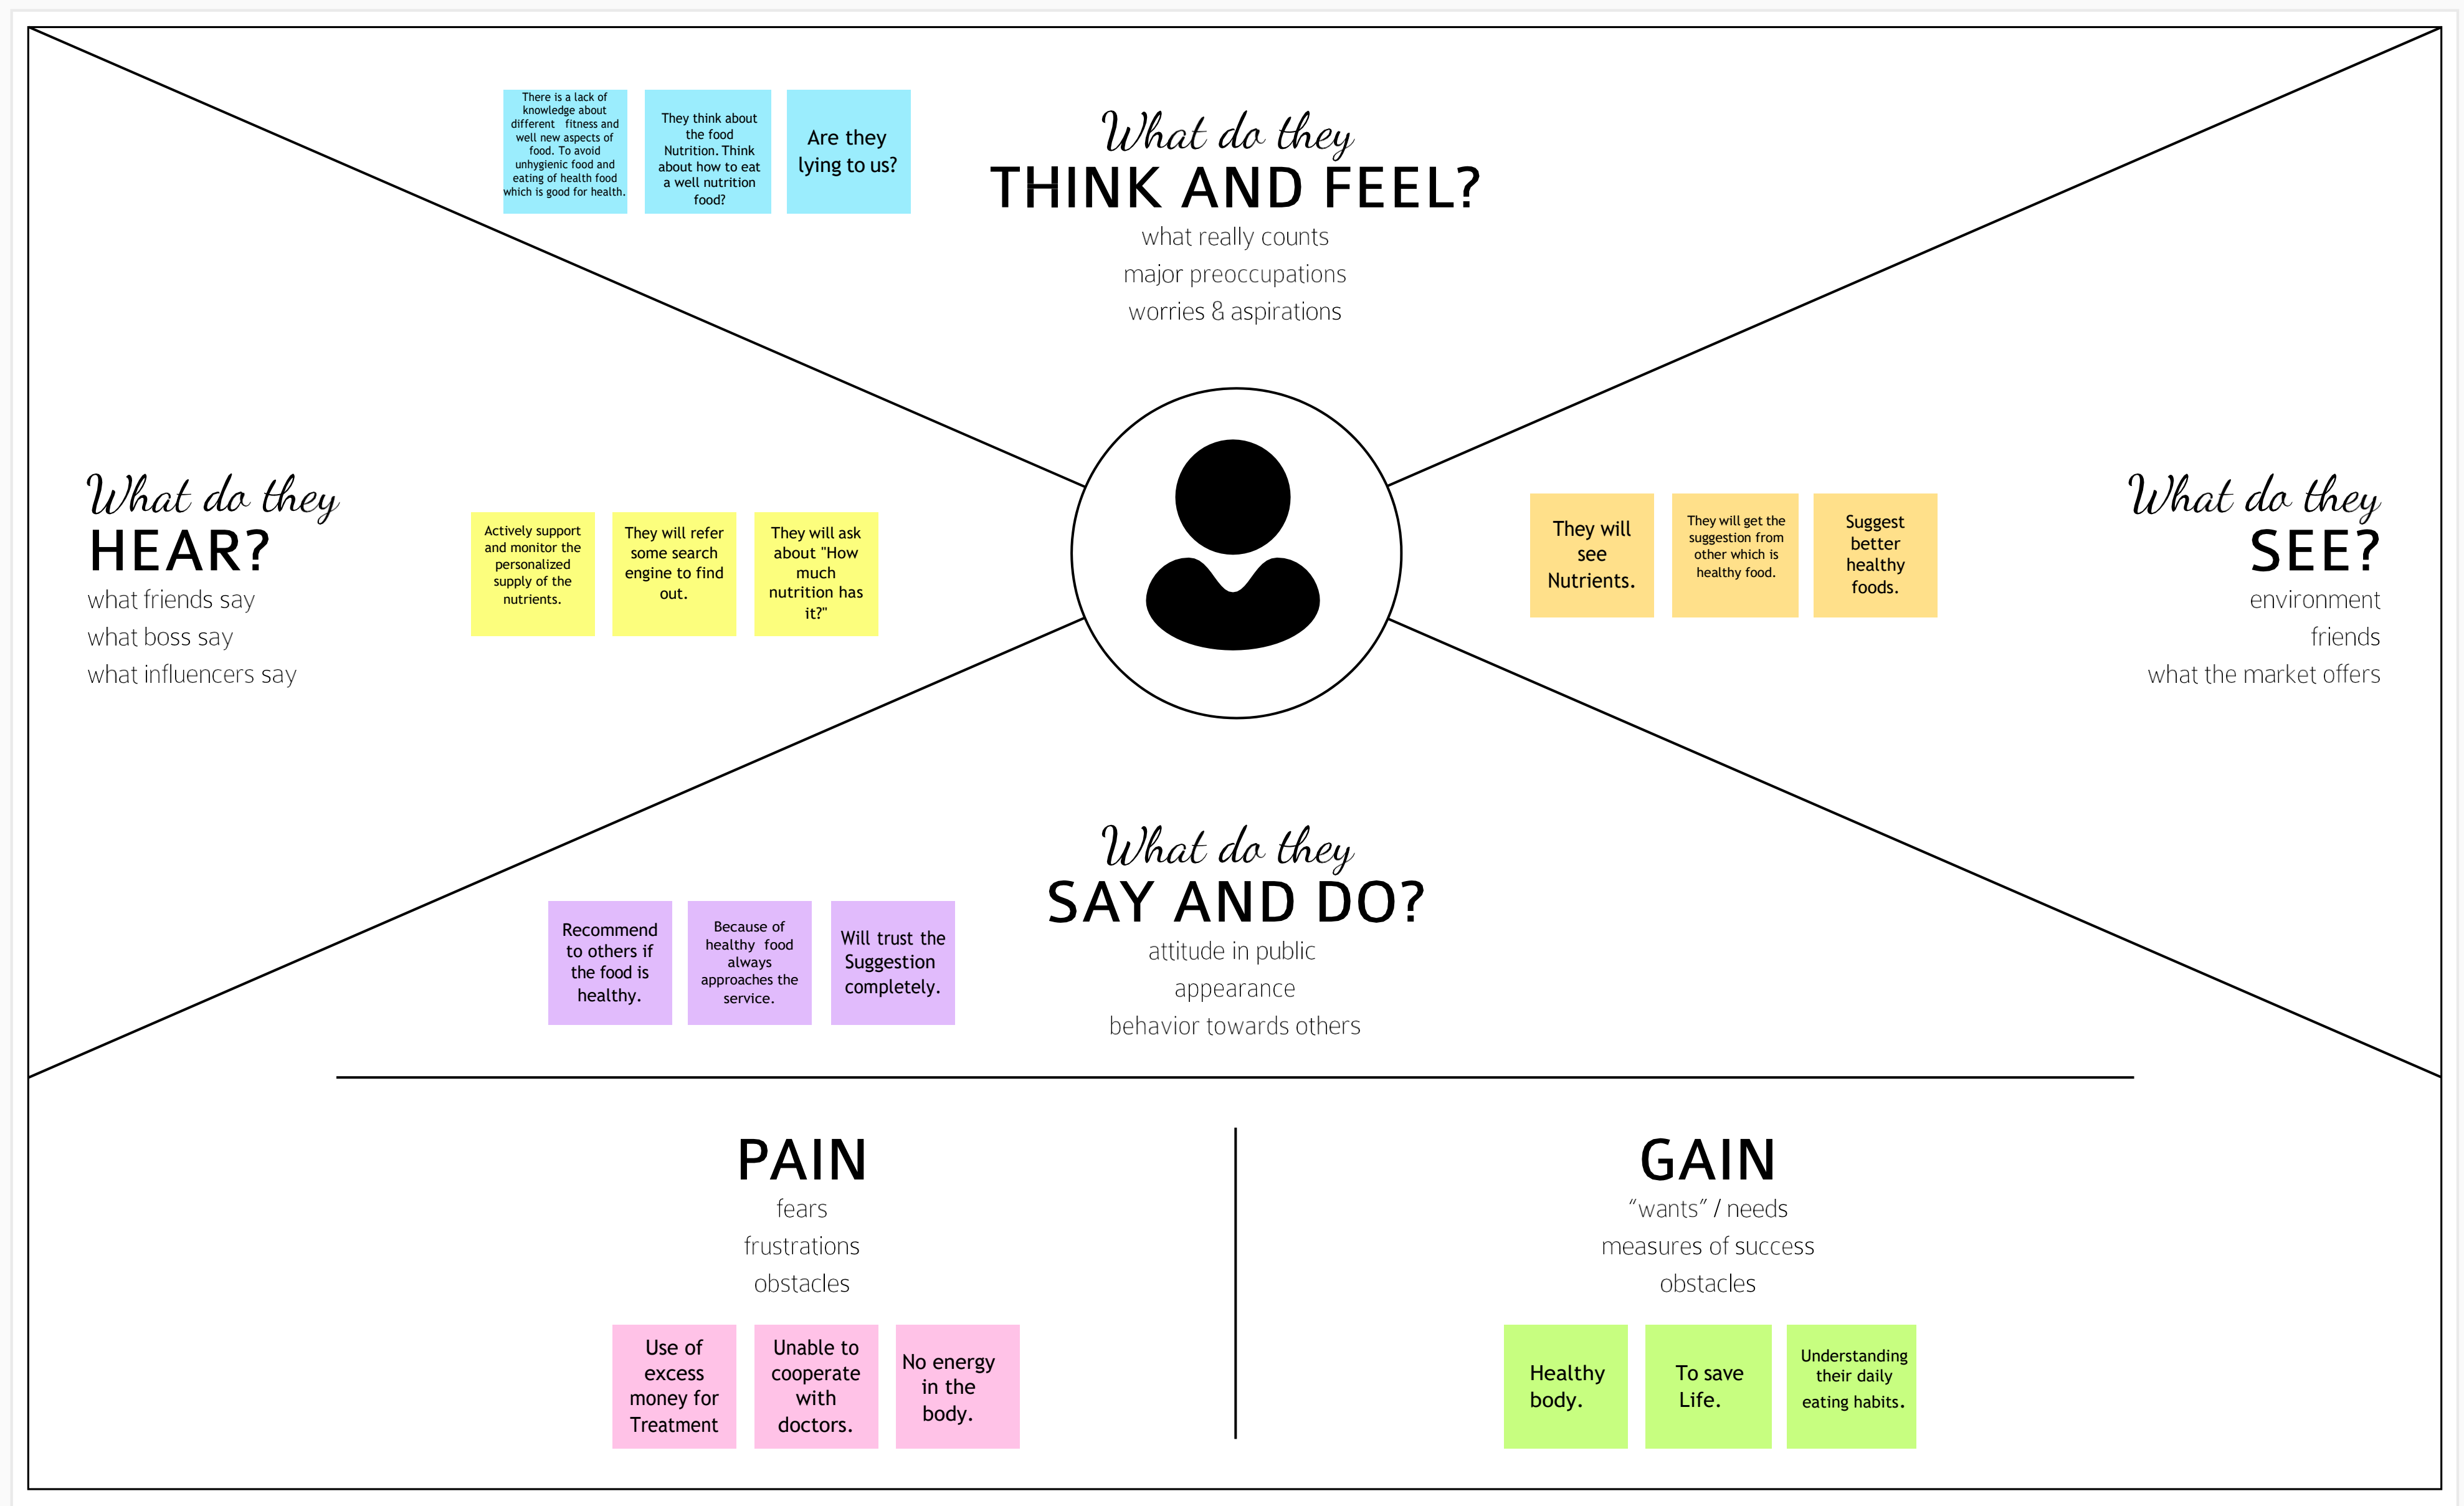 There is a lack of
knowledge about
different fitness and
well new aspects of
food. To avoid
unhygienic food and
eating of health food
which is good for health.
They think about
the food
Nutrition. Think
about how to eat
a well nutrition
food?
Are they
lying to us?
What do they
THINK AND FEEL?
what really counts
major preoccupations
worries & aspirations
What do they
HEAR?
what friends say
what boss say
what influencers say
Actively support
and monitor the
personalized
supply of the
nutrients.
They will refer
some search
engine to find
out.
They will ask
about "How
much
nutrition has
it?"
They will
see
Nutrients.
They will get the
suggestion from
other which is
healthy food.
Suggest
better
healthy
foods.
What do they
SEE?
environment
friends
what the market offers
What do they
SAY AND DO?
attitude in public
appearance
behavior towards others
Recommend
to others if
the food is
healthy.
Because of
healthy food
always
approaches the
service.
Will trust the
Suggestion
completely.
PAIN
fears
frustrations
obstacles
Use of
excess
money for
Treatment
Unable to
cooperate
with
doctors.
No energy
in the
body.
GAIN
“wants” / needs
measures of success
obstacles
Healthy
body.
To save
Life.
Understanding
their daily
eating habits.